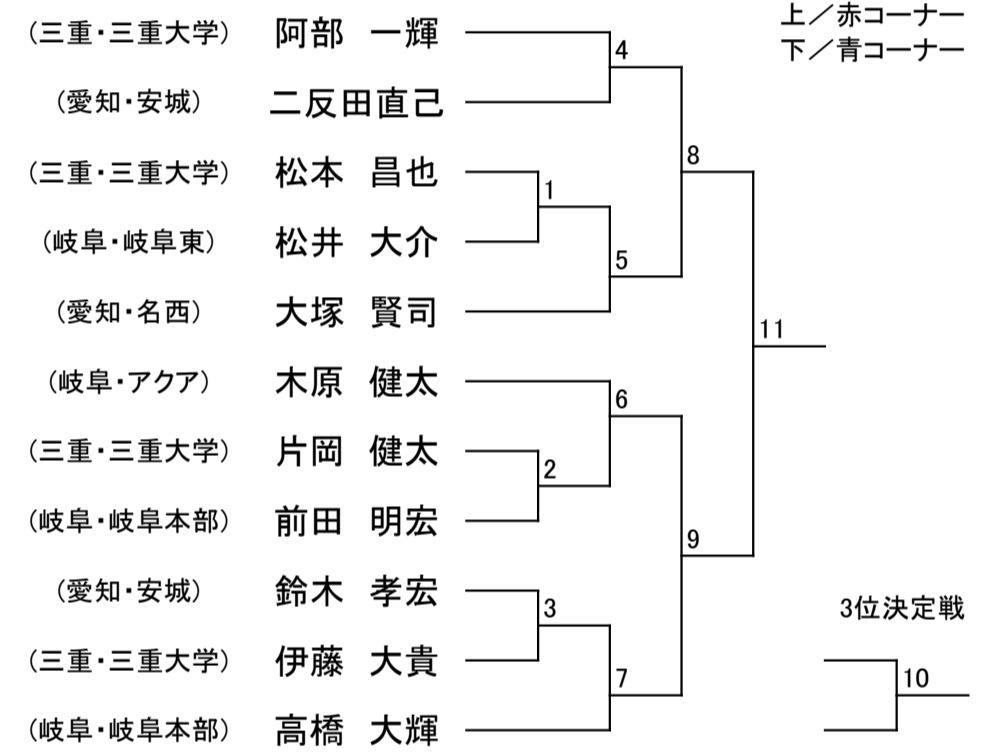 上／赤コーナー
下／青コーナー
(三重・三重大学) 阿部 一輝
4
(愛知・安城) 二反田直己
8
(三重・三重大学) 松本 昌也
1
(岐阜・岐阜東) 松井 大介
5
(愛知・名西) 大塚 賢司
11
(岐阜・アクア) 木原 健太
6
(三重・三重大学) 片岡 健太
2
(岐阜・岐阜本部) 前田 明宏
9
(愛知・安城) 鈴木 孝宏
3
3位決定戦
(三重・三重大学) 伊藤 大貴
7
10
(岐阜・岐阜本部) 高橋 大輝